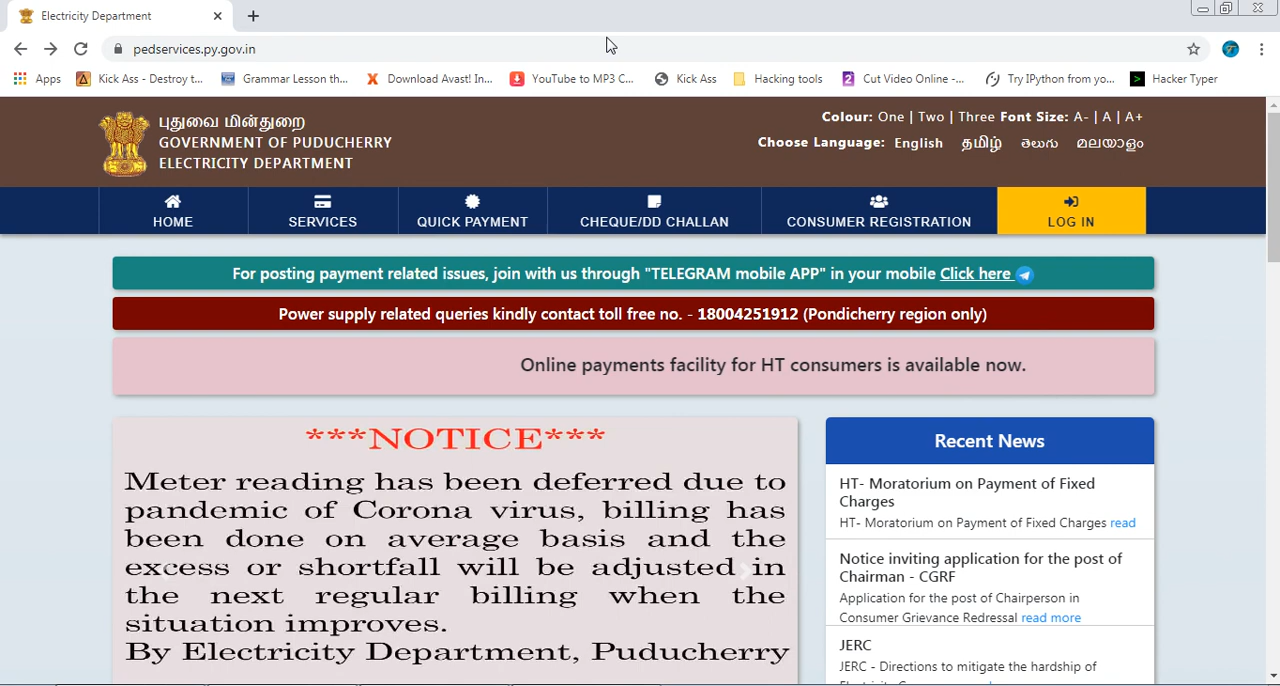 Electricity Department
pedservices.py.gov.in
Apps Kick Ass - Destroy t... Grammar Lesson th... Download Avast! In... YouTube to MP3 C... Kick Ass Hacking tools Cut Video Online -... Try IPython from yo... Hacker Typer
புதுவை மின்துறை
GOVERNMENT OF PUDUCHERRY
ELECTRICITY DEPARTMENT
Colour: One | Two | Three Font Size: A- | A | A+
Choose Language: English தமிழ் తెలుగు മലയാളം
HOME SERVICES QUICK PAYMENT CHEQUE/DD CHALLAN CONSUMER REGISTRATION LOG IN
For posting payment related issues, join with us through "TELEGRAM mobile APP" in your mobile Click here
Power supply related queries kindly contact toll free no. - 18004251912 (Pondicherry region only)
Online payments facility for HT consumers is available now.
***NOTICE***
Meter reading has been deferred due to
pandemic of Corona virus, billing has
been done on average basis and the
excess or shortfall will be adjusted in
the next regular billing when the
situation improves.
By Electricity Department, Puducherry
Recent News
HT- Moratorium on Payment of Fixed
Charges
HT- Moratorium on Payment of Fixed Charges read
Notice inviting application for the post of
Chairman - CGRF
Application for the post of Chairperson in
Consumer Grievance Redressal read more
JERC
JERC - Directions to mitigate the hardship of